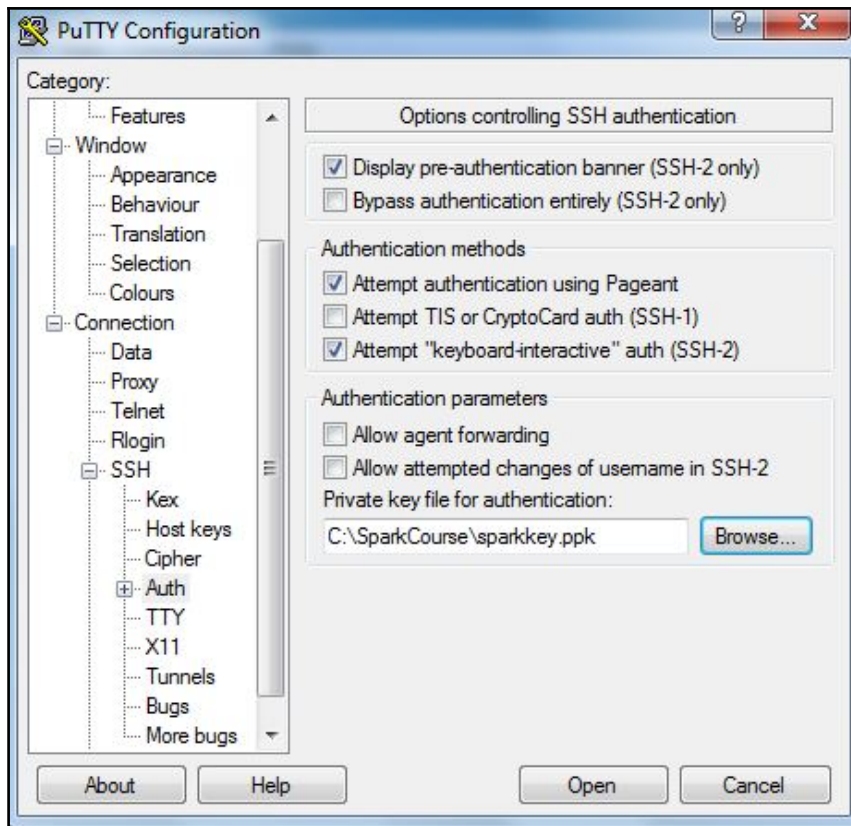 PuTTY Configuration
Category:
Features
Window
Appearance
Behaviour
Translation
Selection
Colours
Connection
Data
Proxy
Telnet
Rlogin
SSH
Kex
Host keys
Cipher
Auth
TTY
X11
Tunnels
Bugs
More bugs
Options controlling SSH authentication
Display pre-authentication banner (SSH-2 only)
Bypass authentication entirely (SSH-2 only)
Authentication methods
Attempt authentication using Pageant
Attempt TIS or CryptoCard auth (SSH-1)
Attempt "keyboard-interactive" auth (SSH-2)
Authentication parameters
Allow agent forwarding
Allow attempted changes of username in SSH-2
Private key file for authentication:
C:\SparkCourse\sparkkey.ppk
Browse...
About
Help
Open
Cancel